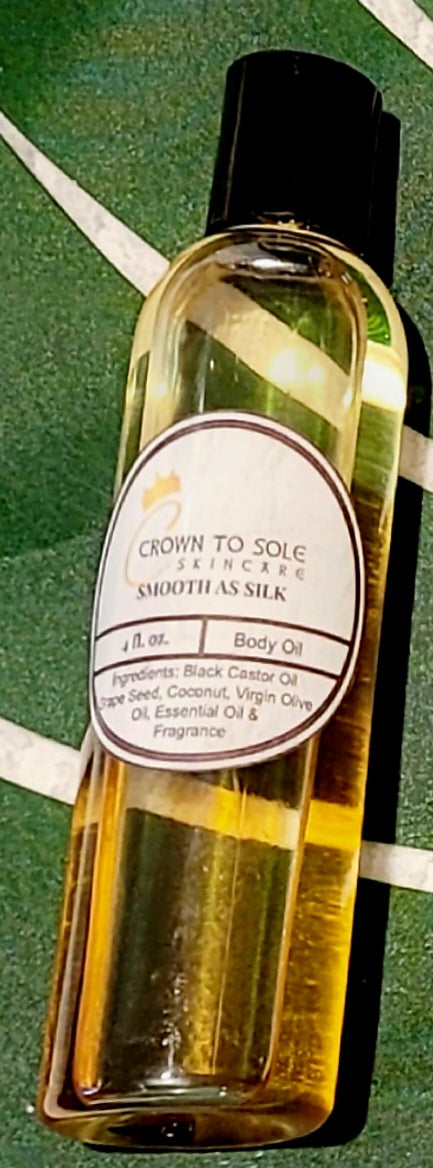 CROWN TO SOLE
SKINCARE
SMOOTH AS SILK
4 fl. oz.
Body Oil
Ingredients: Black Castor Oil
Grape Seed, Coconut, Virgin Olive
Oil, Essential Oil &
Fragrance